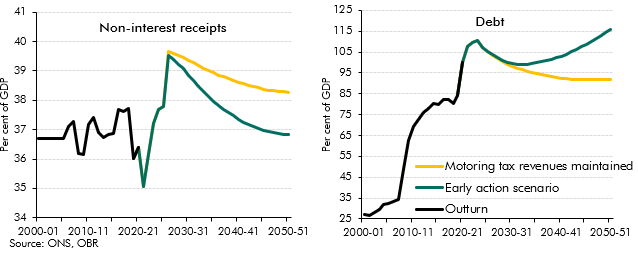 Non-interest receipts
Per cent of GDP
41
40
39
38
37
36
35
34
2000-01 2010-11 2020-21 2030-31 2040-41 2050-51
Source: ONS, OBR
Debt
Per cent of GDP
115
105
95
85
75
65
55
45
35
25
Motoring tax revenues maintained
Early action scenario
Outturn
2000-01 2010-11 2020-21 2030-31 2040-41 2050-51